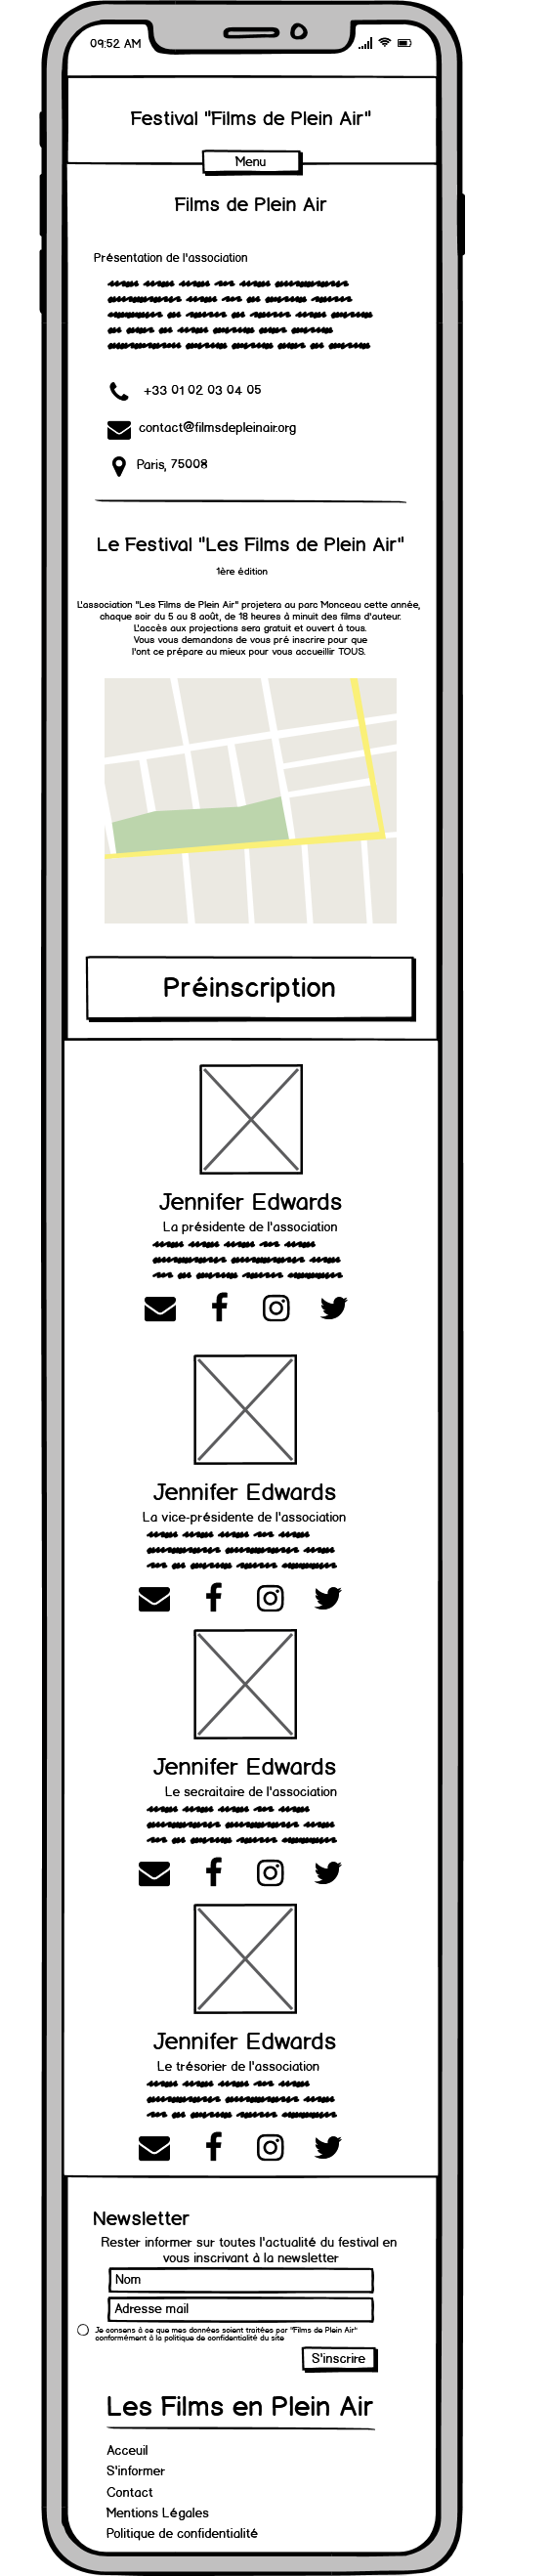 09:52 AM
Festival "Films de Plein Air"
Menu
Films de Plein Air
Présentation de l'association
+33 01 02 03 04 05
contact@filmsdepleinair.org
Paris, 75008
Le Festival "Les Films de Plein Air"
1ère édition
L'association "Les Films de Plein Air" projetera au parc Monceau cette année,
chaque soir du 5 au 8 août, de 18 heures à minuit des films d'auteur.
L'accès aux projections sera gratuit et ouvert à tous.
Vous vous demandons de vous pré inscrire pour que
l'ont ce prépare au mieux pour vous accueillir TOUS.
Préinscription
Jennifer Edwards
La présidente de l'association
Jennifer Edwards
La vice-présidente de l'association
Jennifer Edwards
Le secraitaire de l'association
Jennifer Edwards
Le trésorier de l'association
Newsletter
Rester informer sur toutes l'actualité du festival en
vous inscrivant à la newsletter
Nom
Adresse mail
Je consens à ce que mes données soient traitées par "Films de Plein Air"
conformément à la politique de confidentialité du site
S'inscrire
Les Films en Plein Air
Acceuil
S'informer
Contact
Mentions Légales
Politique de confidentialité